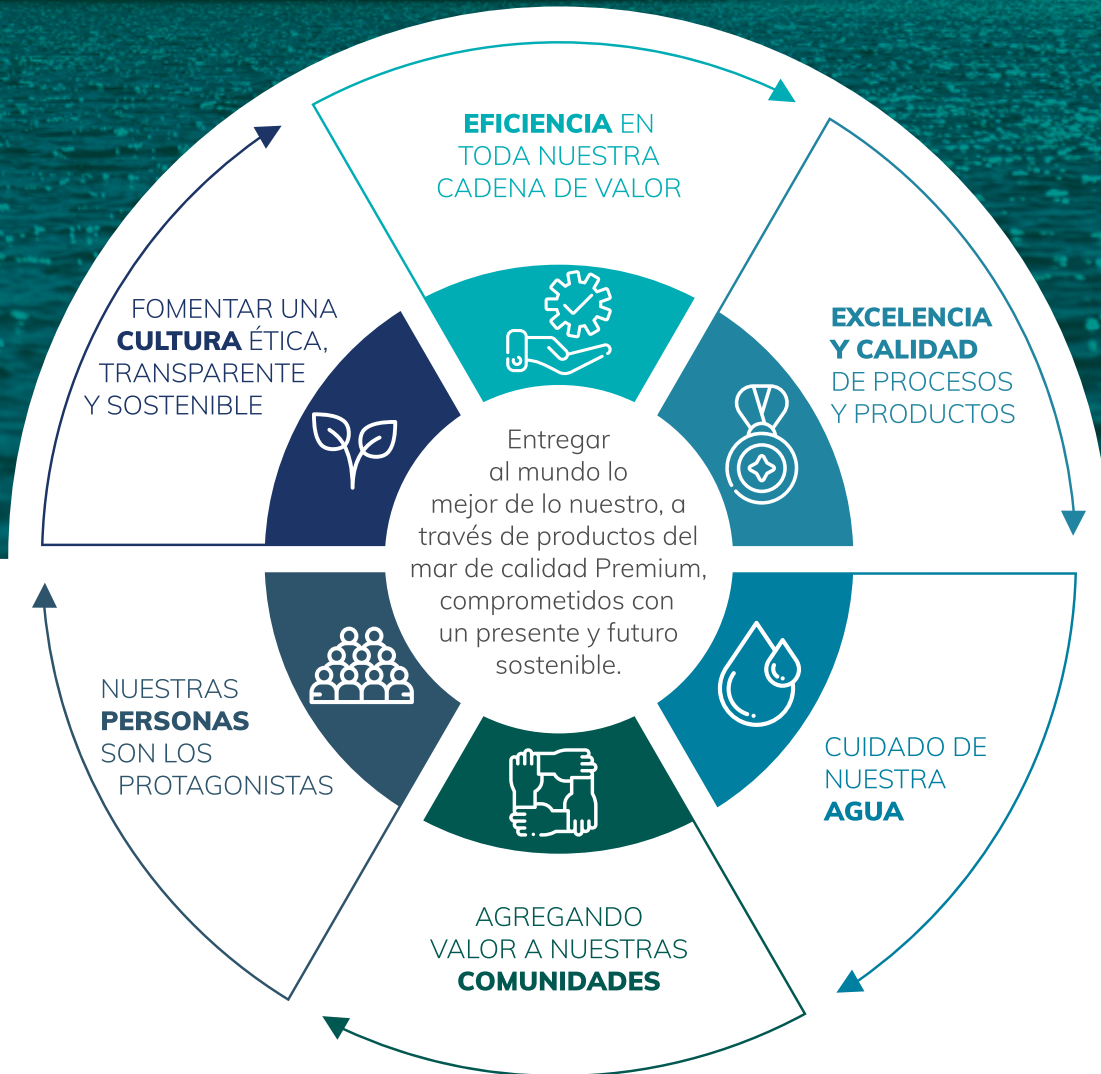 EFICIENCIA EN
TODA NUESTRA
CADENA DE VALOR
EXCELENCIA
Y CALIDAD
DE PROCESOS
Y PRODUCTOS
CUIDADO DE
NUESTRA
AGUA
AGREGANDO
VALOR A NUESTRAS
COMUNIDADES
NUESTRAS
PERSONAS
SON LOS
PROTAGONISTAS
FOMENTAR UNA
CULTURA ÉTICA,
TRANSPARENTE
Y SOSTENIBLE
Entregar
al mundo lo
mejor de lo nuestro, a
través de productos del
mar de calidad Premium,
comprometidos con
un presente y futuro
sostenible.